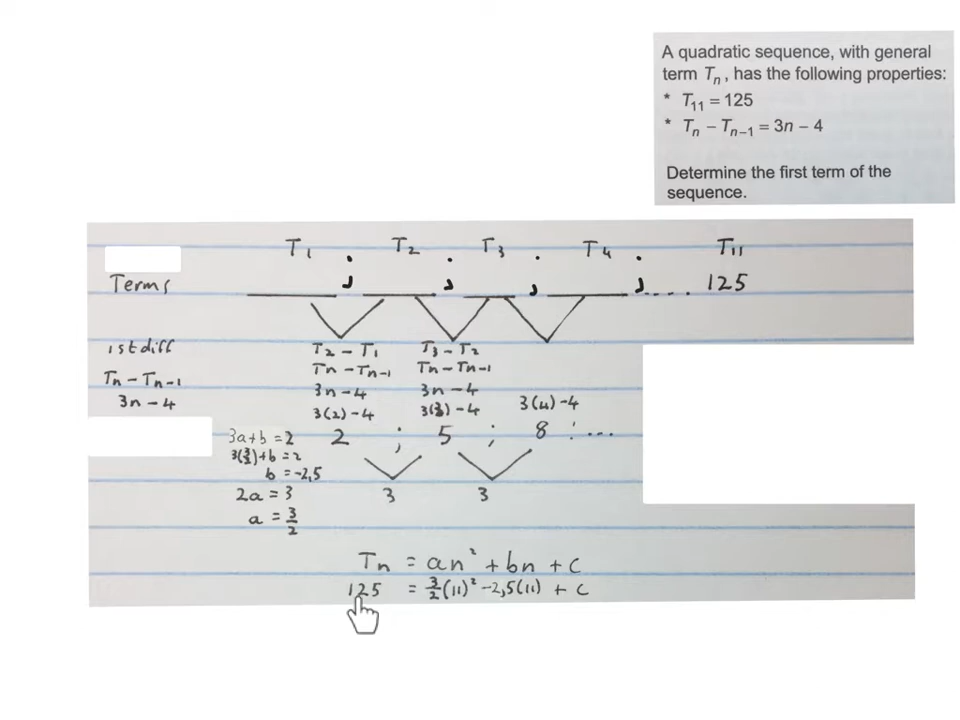 A quadratic sequence, with general
term Tn, has the following properties:
* T11 = 125
* Tn − Tn−1 = 3n − 4
Determine the first term of the
sequence.
T1 ; T2 ; T3 ; T4 ; T11
Terms ; ; ; ; .... 125
1st diff T2 − T1 T3 − T2
Tn − Tn−1 Tn − Tn−1 Tn − Tn−1
3n − 4 3n − 4 3n − 4
3(2) − 4 3(3) − 4 3(4) − 4
3a + b = 2 2 ; 5 ; 8 : ...
3(3/2) + b = 2
b = −2,5
2a = 3 3 3
a = 3/2
Tn = an² + bn + c
125 = 3/2(11)² − 2,5(11) + c